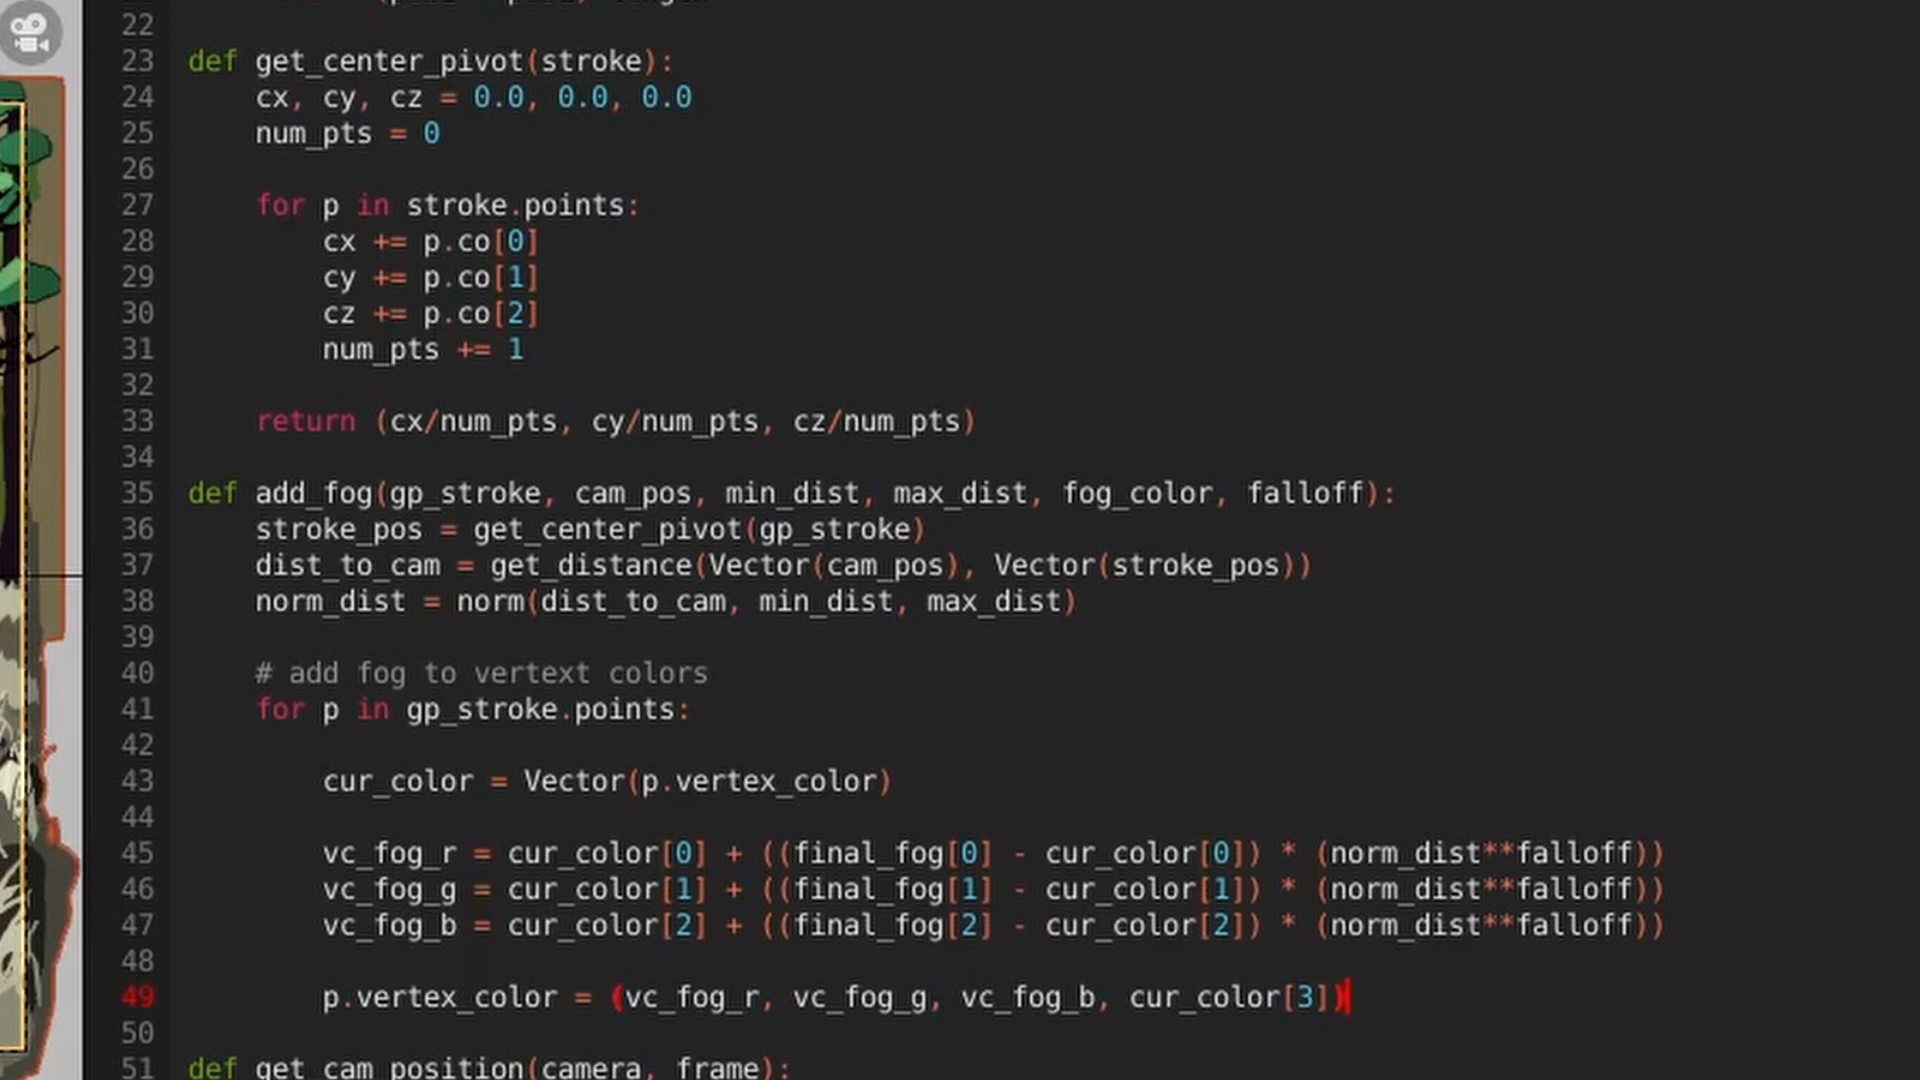 22
23 def get_center_pivot(stroke):
24     cx, cy, cz = 0.0, 0.0, 0.0
25     num_pts = 0
26
27     for p in stroke.points:
28         cx += p.co[0]
29         cy += p.co[1]
30         cz += p.co[2]
31         num_pts += 1
32
33     return (cx/num_pts, cy/num_pts, cz/num_pts)
34
35 def add_fog(gp_stroke, cam_pos, min_dist, max_dist, fog_color, falloff):
36     stroke_pos = get_center_pivot(gp_stroke)
37     dist_to_cam = get_distance(Vector(cam_pos), Vector(stroke_pos))
38     norm_dist = norm(dist_to_cam, min_dist, max_dist)
39
40     # add fog to vertext colors
41     for p in gp_stroke.points:
42
43         cur_color = Vector(p.vertex_color)
44
45         vc_fog_r = cur_color[0] + ((final_fog[0] - cur_color[0]) * (norm_dist**falloff))
46         vc_fog_g = cur_color[1] + ((final_fog[1] - cur_color[1]) * (norm_dist**falloff))
47         vc_fog_b = cur_color[2] + ((final_fog[2] - cur_color[2]) * (norm_dist**falloff))
48
49         p.vertex_color = (vc_fog_r, vc_fog_g, vc_fog_b, cur_color[3])
50
51 def get_cam_position(camera, frame):